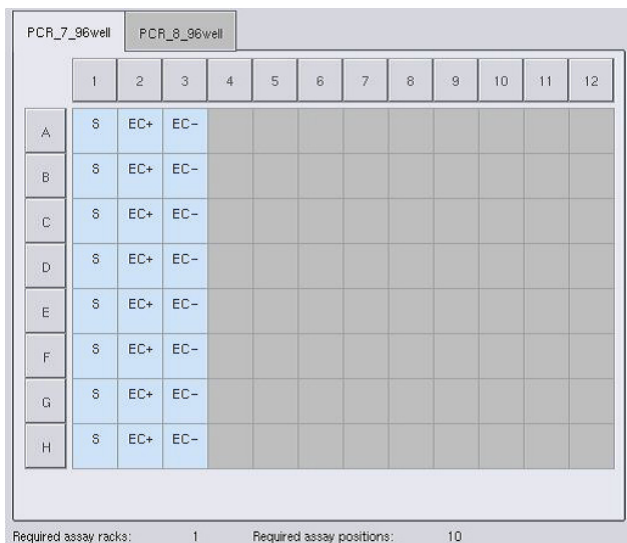 PCR_7_96well PCR_8_96well
1 2 3 4 5 6 7 8 9 10 11 12
A S EC+ EC-
B S EC+ EC-
C S EC+ EC-
D S EC+ EC-
E S EC+ EC-
F S EC+ EC-
G S EC+ EC-
H S EC+ EC-
Required assay racks: 1 Required assay positions: 10